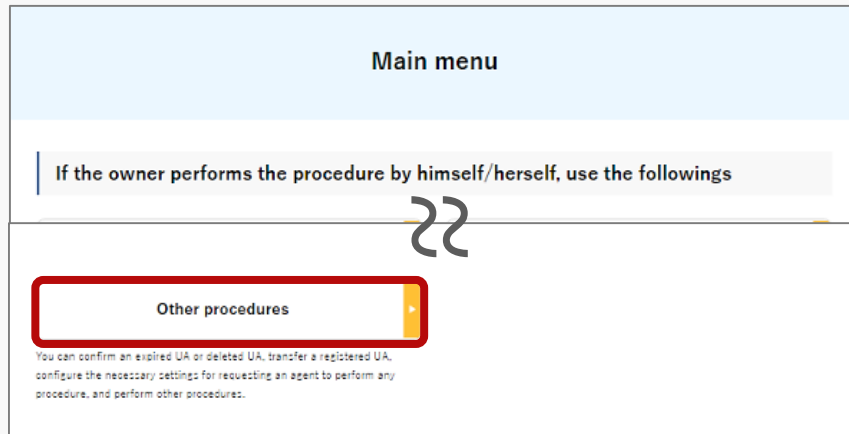 Main menu
If the owner performs the procedure by himself/herself, use the followings
Other procedures
You can confirm an expired UA or deleted UA, transfer a registered UA,
configure the necessary settings for requesting an agent to perform any
procedure, and perform other procedures.